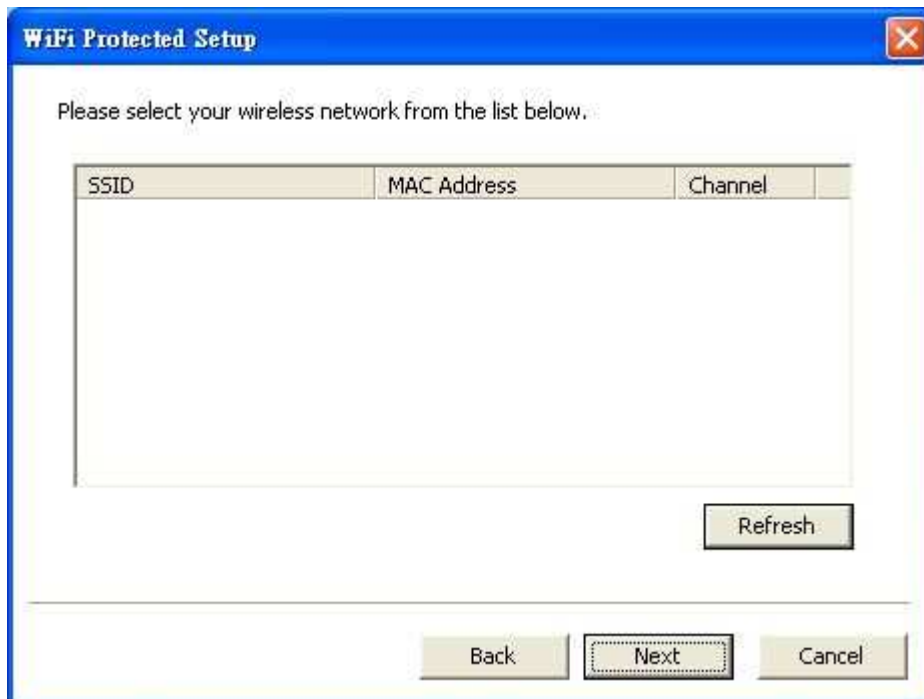 WiFi Protected Setup
Please select your wireless network from the list below.
SSID MAC Address Channel
Refresh
Back Next Cancel